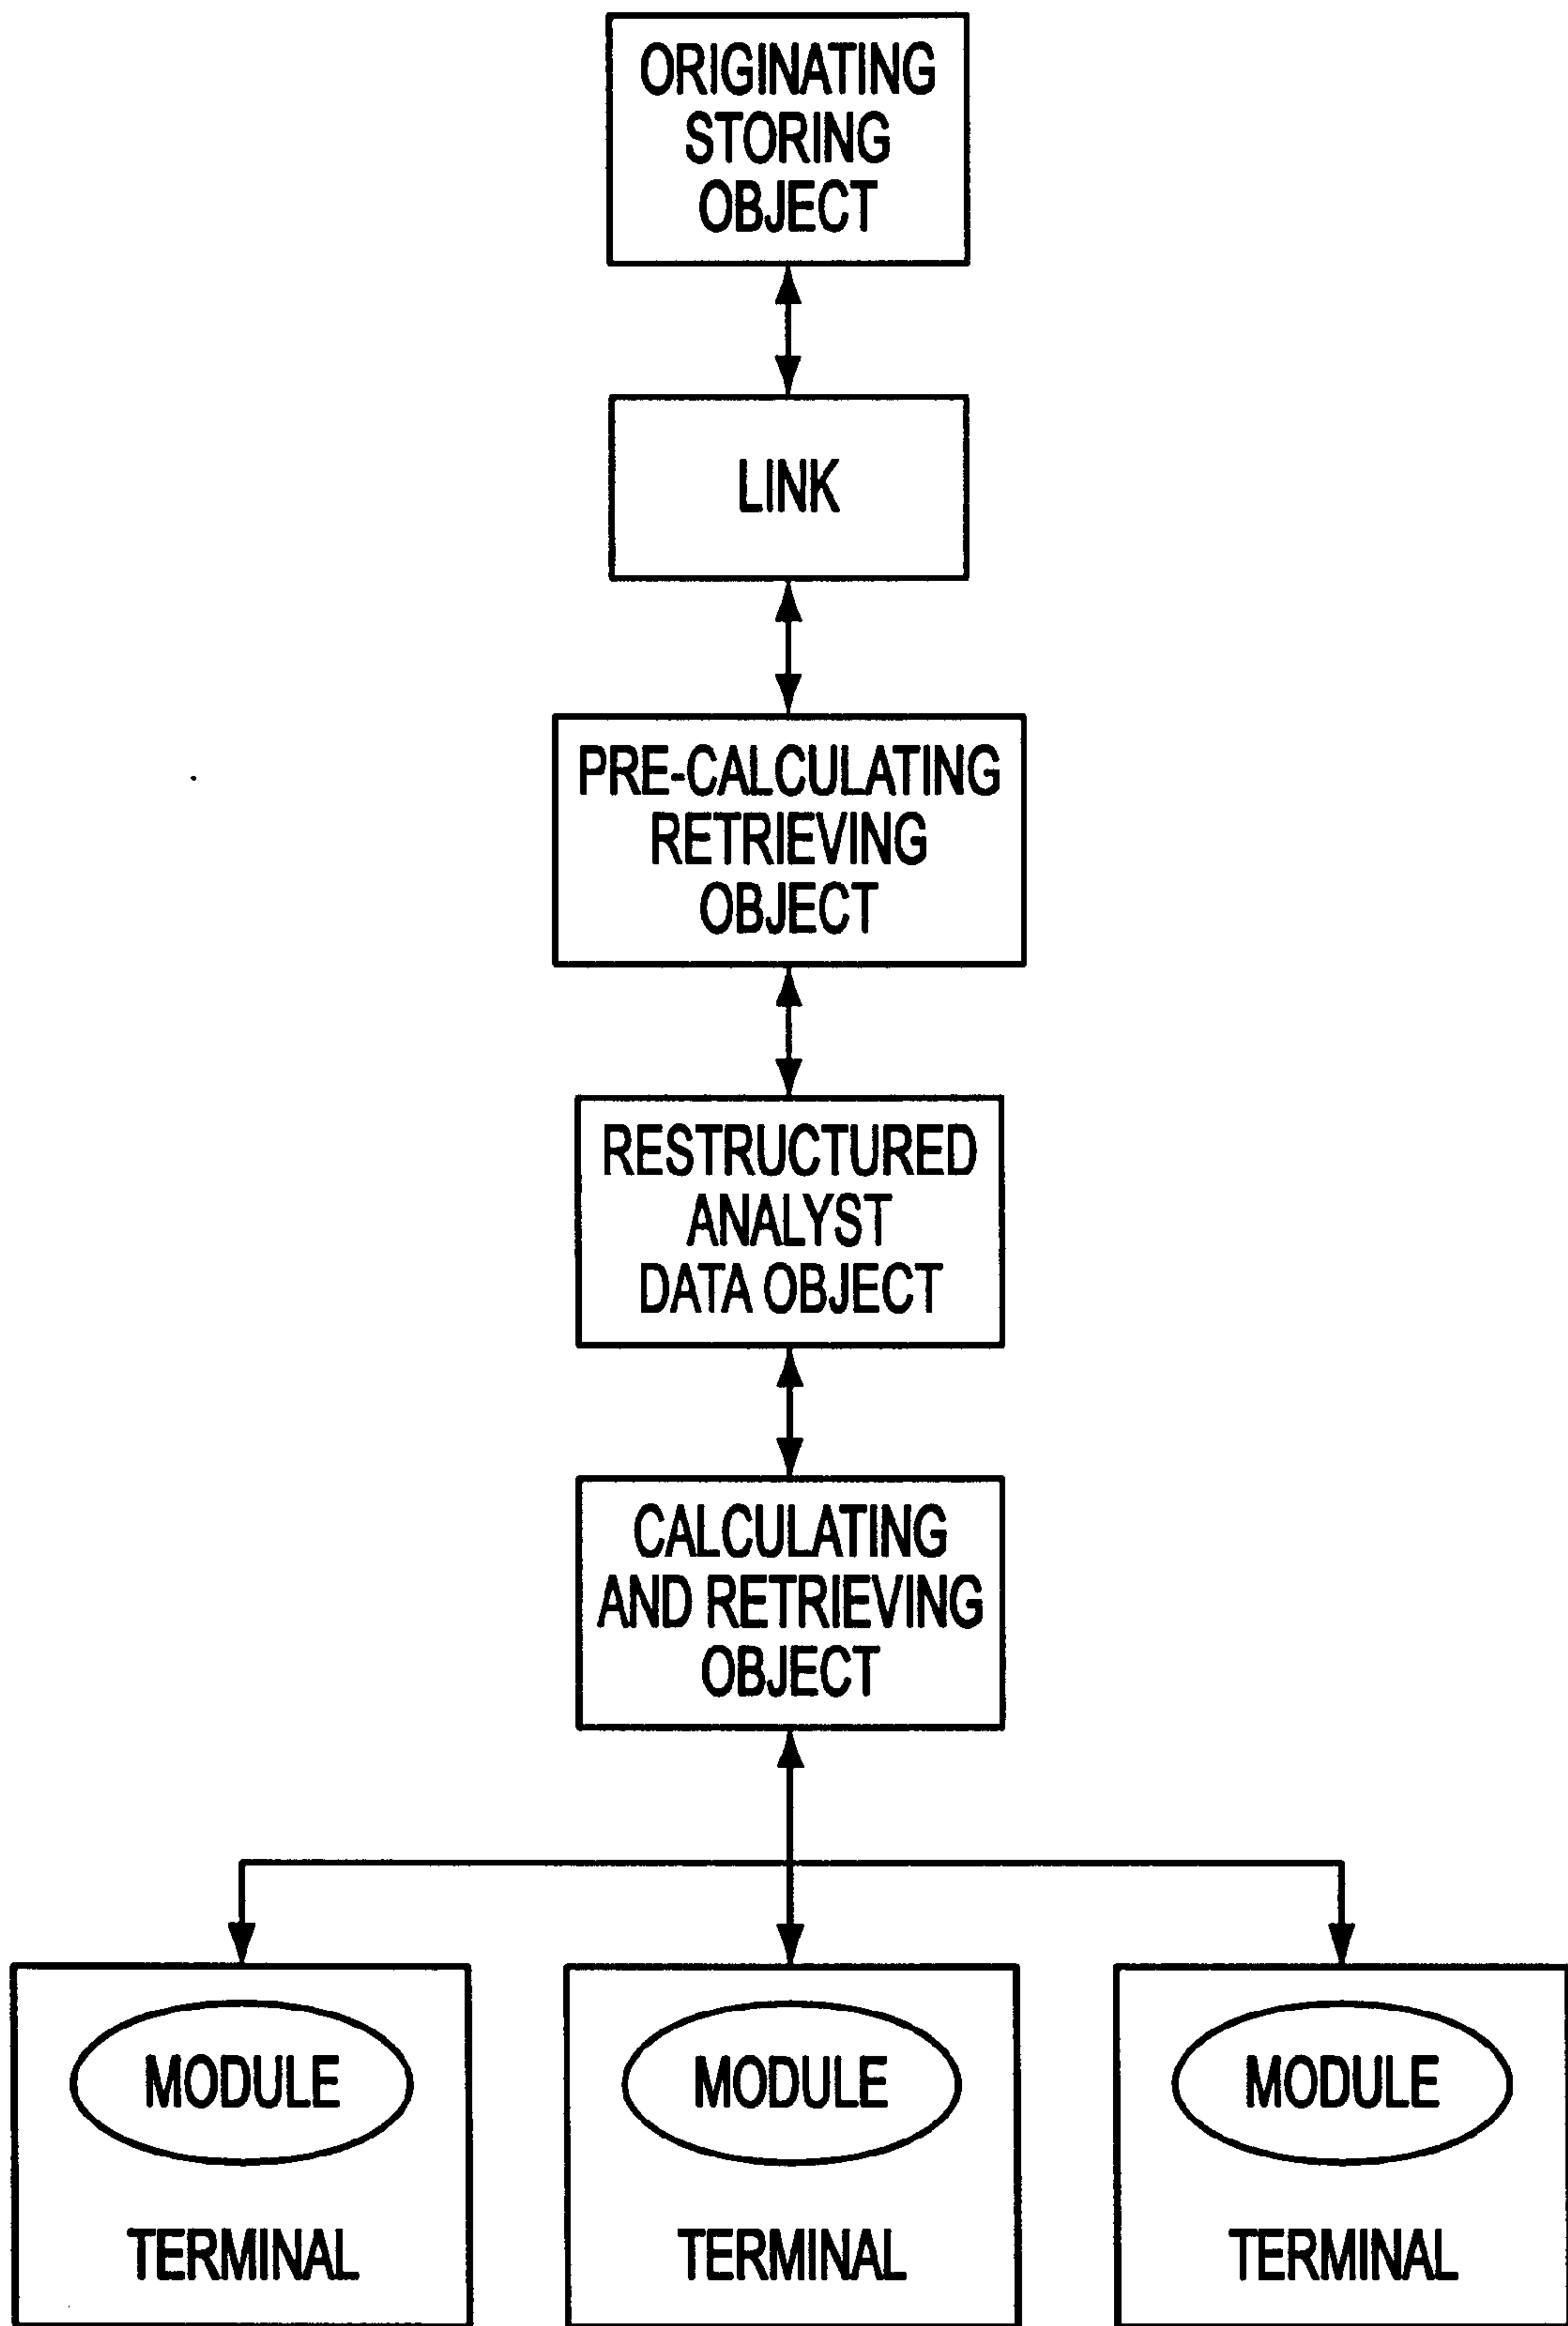 ORIGINATING
STORING
OBJECT
LINK
PRE-CALCULATING
RETRIEVING
OBJECT
RESTRUCTURED
ANALYST
DATA OBJECT
CALCULATING
AND RETRIEVING
OBJECT
MODULE
TERMINAL
MODULE
TERMINAL
MODULE
TERMINAL